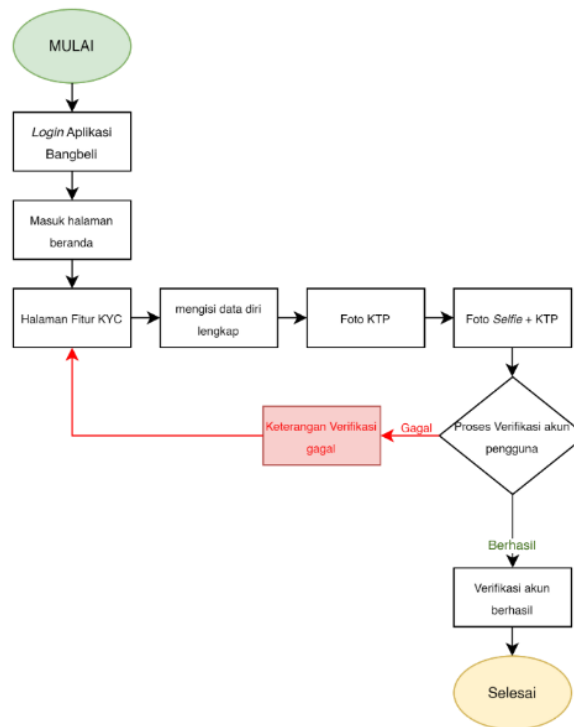 MULAI
Login Aplikasi
Bangbeli
Masuk halaman
beranda
Halaman Fitur KYC
mengisi data diri
lengkap
Foto KTP
Foto Selfie + KTP
Proses Verifikasi akun
pengguna
Gagal
Keterangan Verifikasi
gagal
Berhasil
Verifikasi akun
berhasil
Selesai